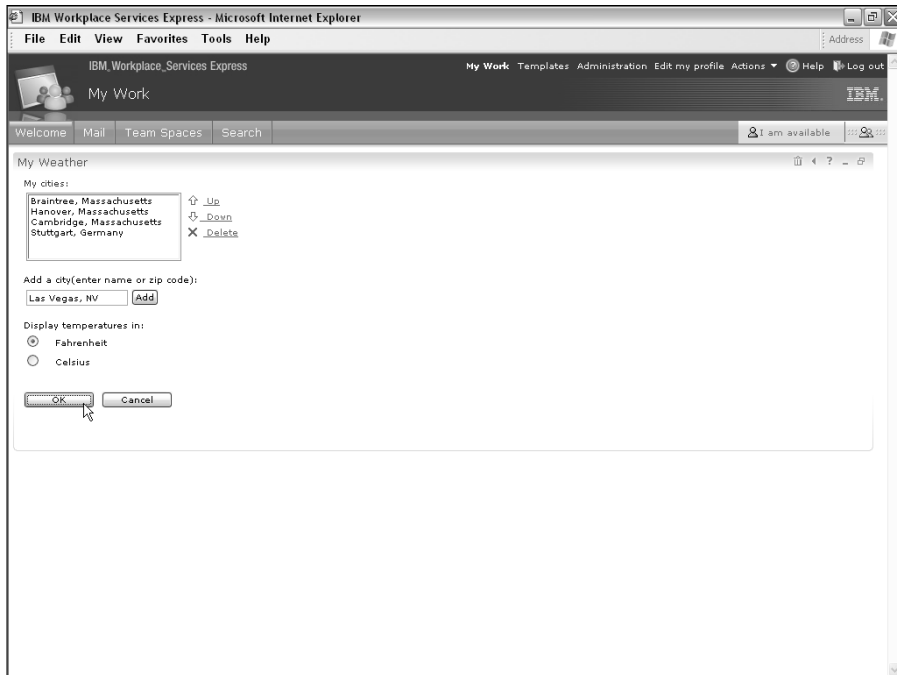 IBM Workplace Services Express - Microsoft Internet Explorer
File Edit View Favorites Tools Help
Address
IBM_Workplace_Services Express
My Work Templates Administration Edit my profile Actions Help Log out
My Work
IBM.
Welcome Mail Team Spaces Search
I am available
My Weather
?
My cities:
Braintree, Massachusetts
Hanover, Massachusetts
Cambridge, Massachusetts
Stuttgart, Germany
Up
Down
Delete
Add a city(enter name or zip code):
Las Vegas, NV
Add
Display temperatures in:
Fahrenheit
Celsius
OK
Cancel